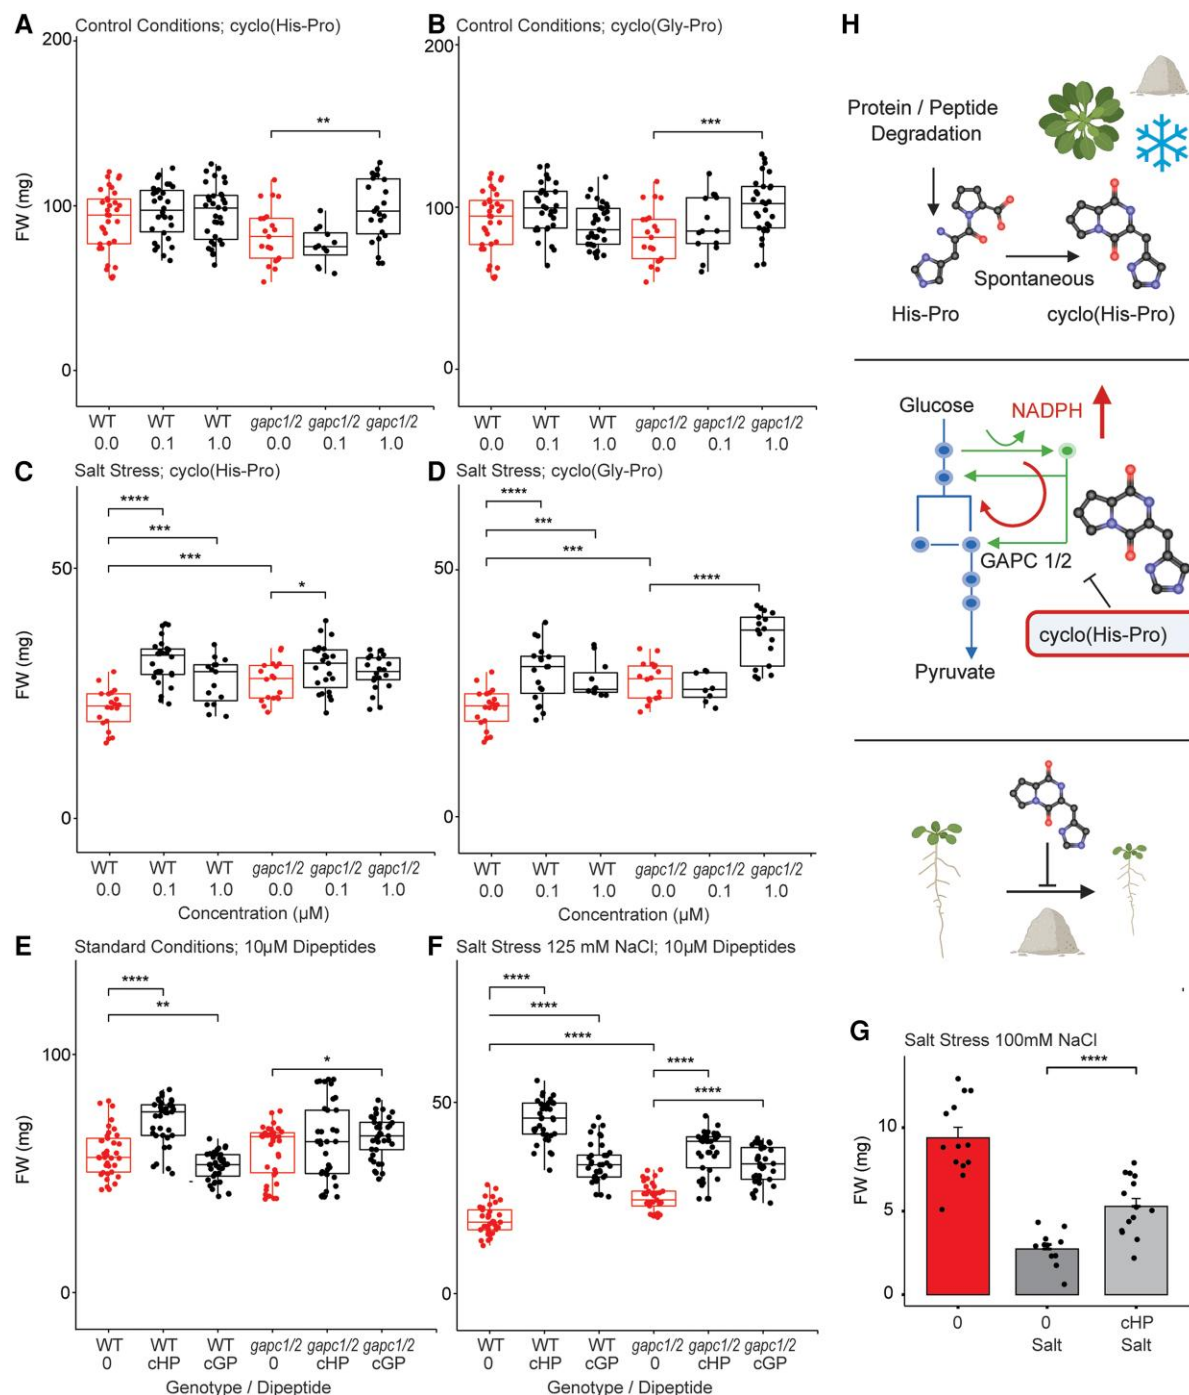 A Control Conditions; cyclo(His-Pro)
200
**
100
0
FW (mg)
WT WT WT gapc1/2 gapc1/2 gapc1/2
0.0 0.1 1.0 0.0 0.1 1.0
B Control Conditions; cyclo(Gly-Pro)
200
***
100
0
WT WT WT gapc1/2 gapc1/2 gapc1/2
0.0 0.1 1.0 0.0 0.1 1.0
C Salt Stress; cyclo(His-Pro)
****
***
***
*
50
0
FW (mg)
WT WT WT gapc1/2 gapc1/2 gapc1/2
0.0 0.1 1.0 0.0 0.1 1.0
Concentration (µM)
D Salt Stress; cyclo(Gly-Pro)
****
***
***
****
50
0
WT WT WT gapc1/2 gapc1/2 gapc1/2
0.0 0.1 1.0 0.0 0.1 1.0
Concentration (µM)
E Standard Conditions; 10µM Dipeptides
****
**
*
100
0
FW (mg)
WT WT WT gapc1/2 gapc1/2 gapc1/2
0 cHP cGP 0 cHP cGP
Genotype / Dipeptide
F Salt Stress 125 mM NaCl; 10µM Dipeptides
****
****
****
****
****
50
0
WT WT WT gapc1/2 gapc1/2 gapc1/2
0 cHP cGP 0 cHP cGP
Genotype / Dipeptide
H
Protein / Peptide
Degradation
Spontaneous
His-Pro cyclo(His-Pro)
Glucose NADPH
GAPC 1/2
cyclo(His-Pro)
Pyruvate
G Salt Stress 100mM NaCl
****
10
5
0
FW (mg)
0 0 cHP
Salt Salt